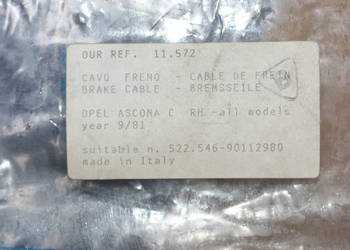 OUR REF. 11.572
CAVO FRENO - CABLE DE FREIN
BRAKE CABLE - BREMSSEILE
OPEL ASCONA C RH -all models
year 9/81
suitable n. 522.546-90112980
made in Italy